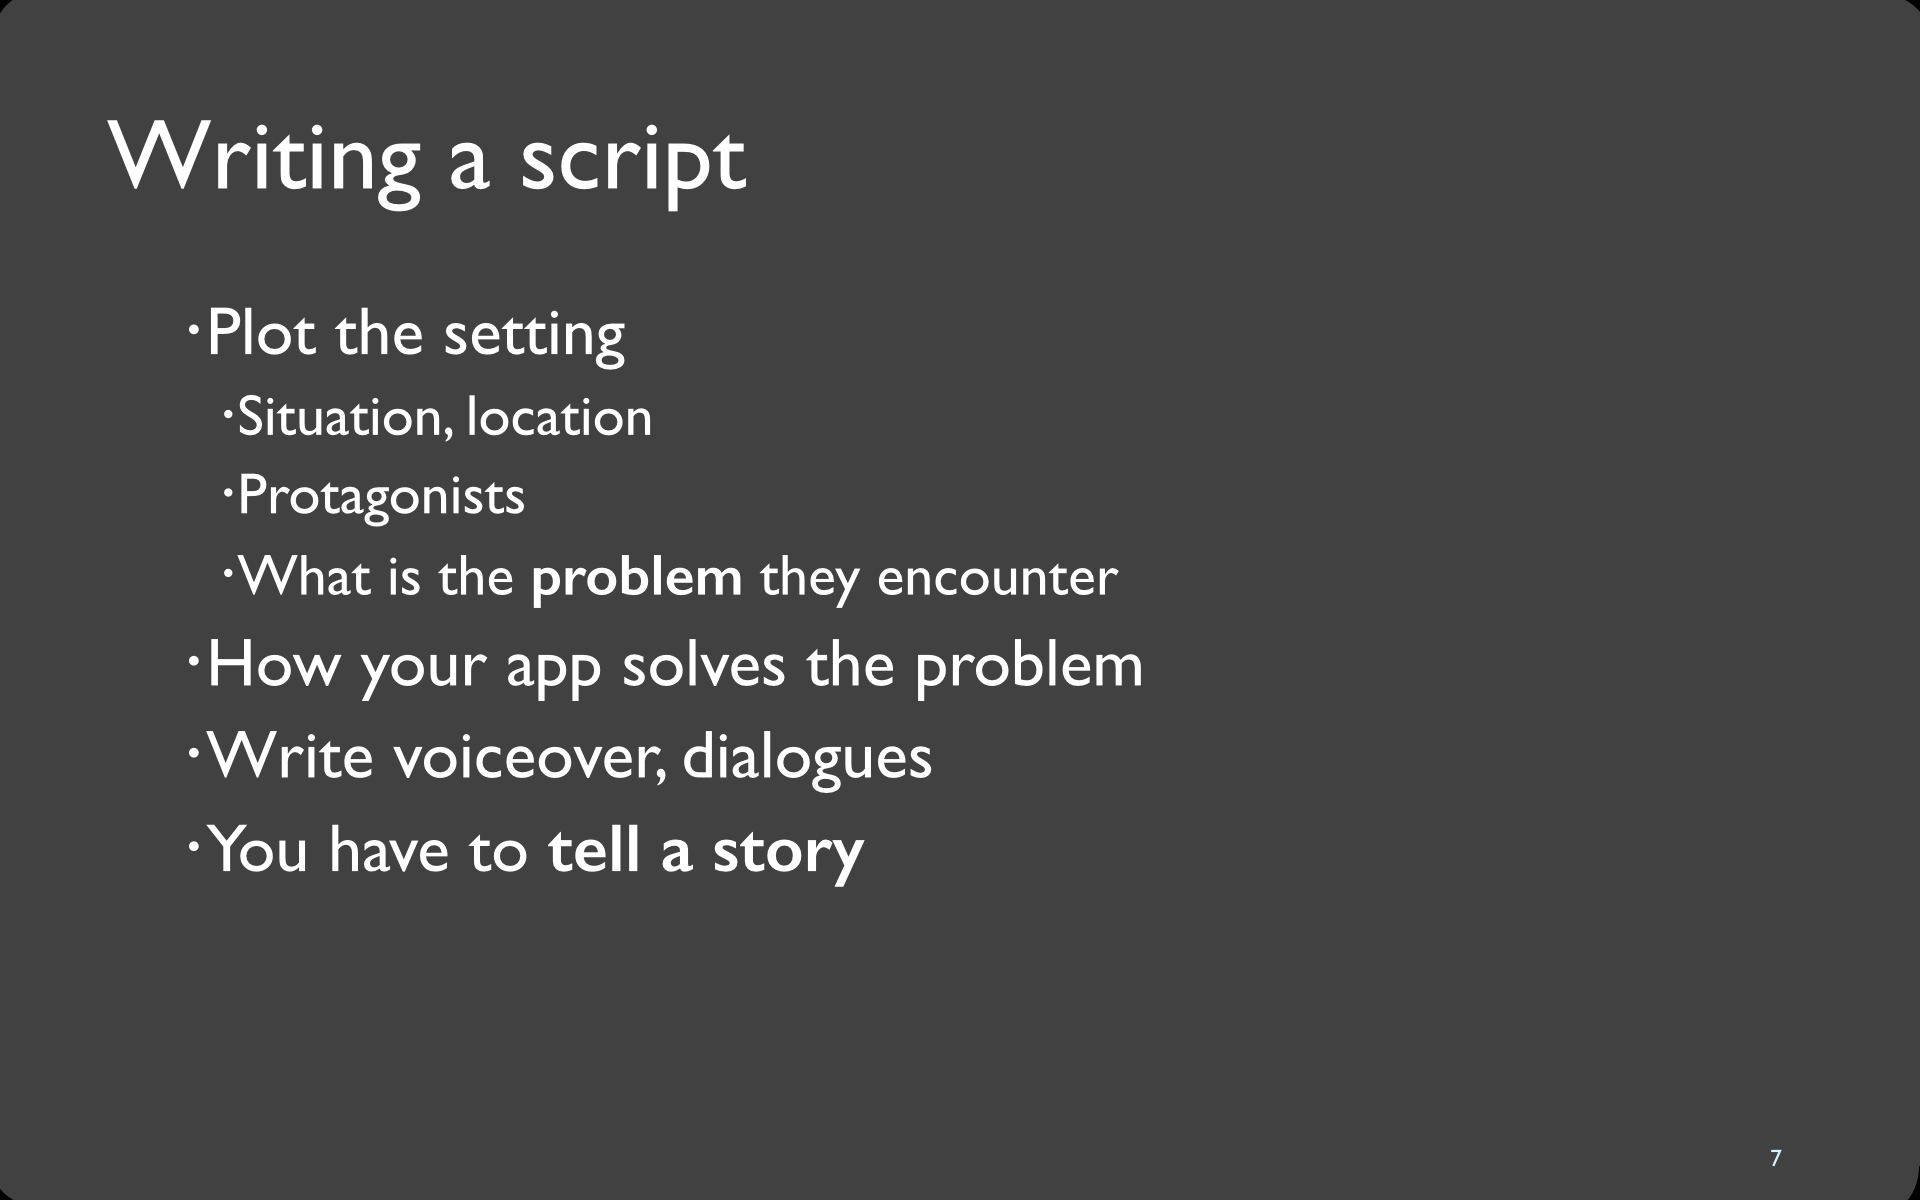 Writing a script
•Plot the setting
•Situation, location
•Protagonists
•What is the problem they encounter
•How your app solves the problem
•Write voiceover, dialogues
•You have to tell a story
7